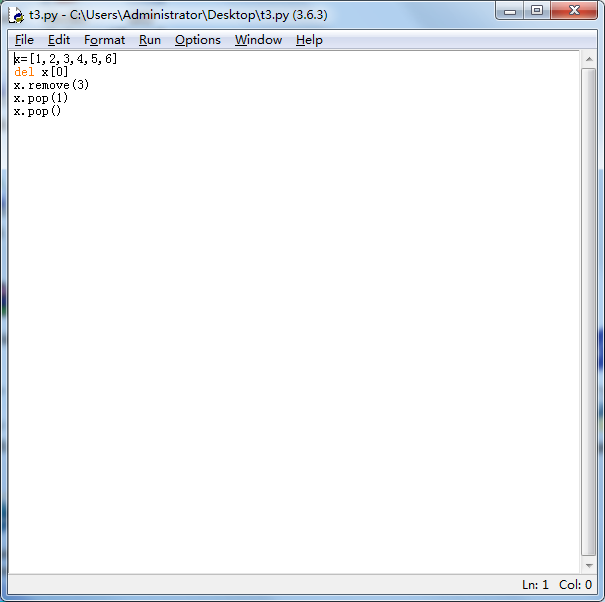 t3.py - C:\Users\Administrator\Desktop\t3.py (3.6.3)
File Edit Format Run Options Window Help
x=[1,2,3,4,5,6]
del x[0]
x.remove(3)
x.pop(1)
x.pop()
Ln: 1 Col: 0